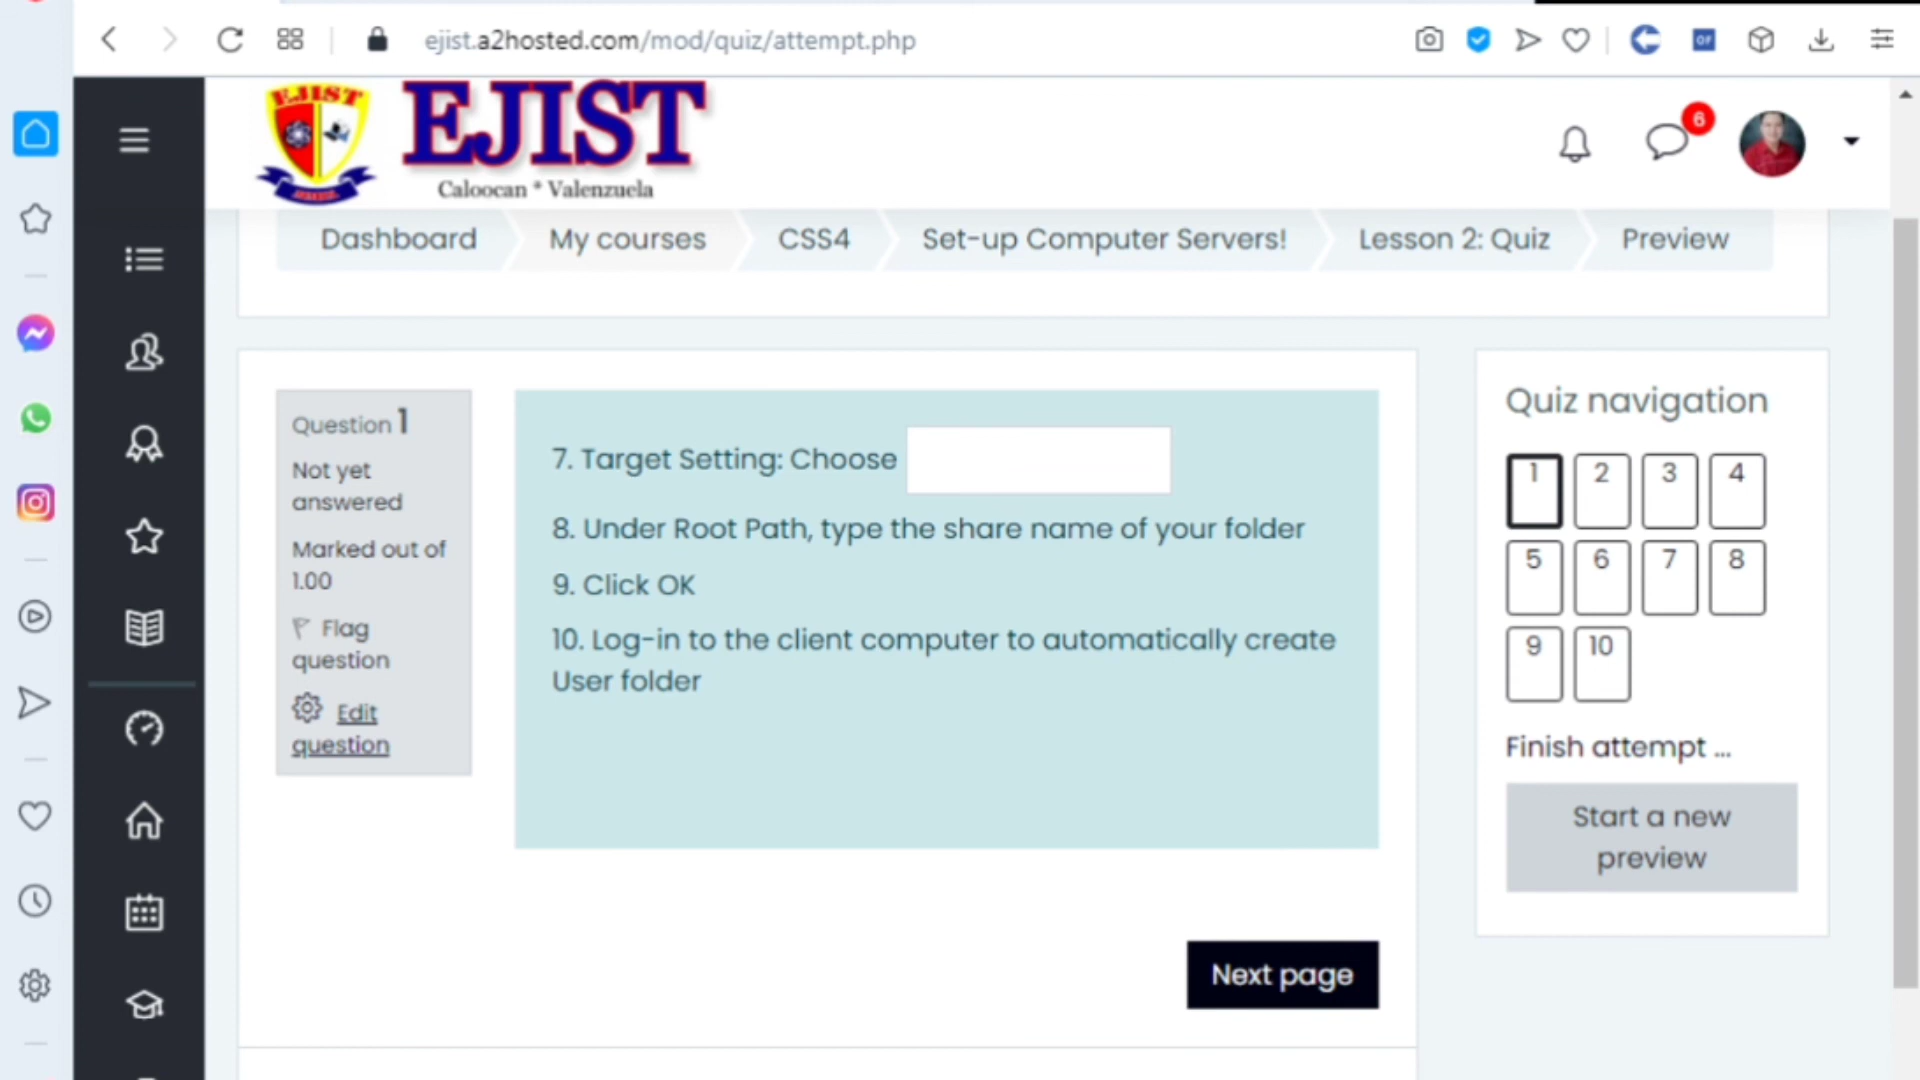 ejist.a2hosted.com/mod/quiz/attempt.php
EJIST
EJIST
Caloocan * Valenzuela
6
Dashboard
My courses
CSS4
Set-up Computer Servers!
Lesson 2: Quiz
Preview
Question 1
Not yet
answered
Marked out of
1.00
Flag
question
Edit
question
7. Target Setting: Choose
8. Under Root Path, type the share name of your folder
9. Click OK
10. Log-in to the client computer to automatically create
User folder
Next page
Quiz navigation
1 2 3 4
5 6 7 8
9 10
Finish attempt ...
Start a new
preview